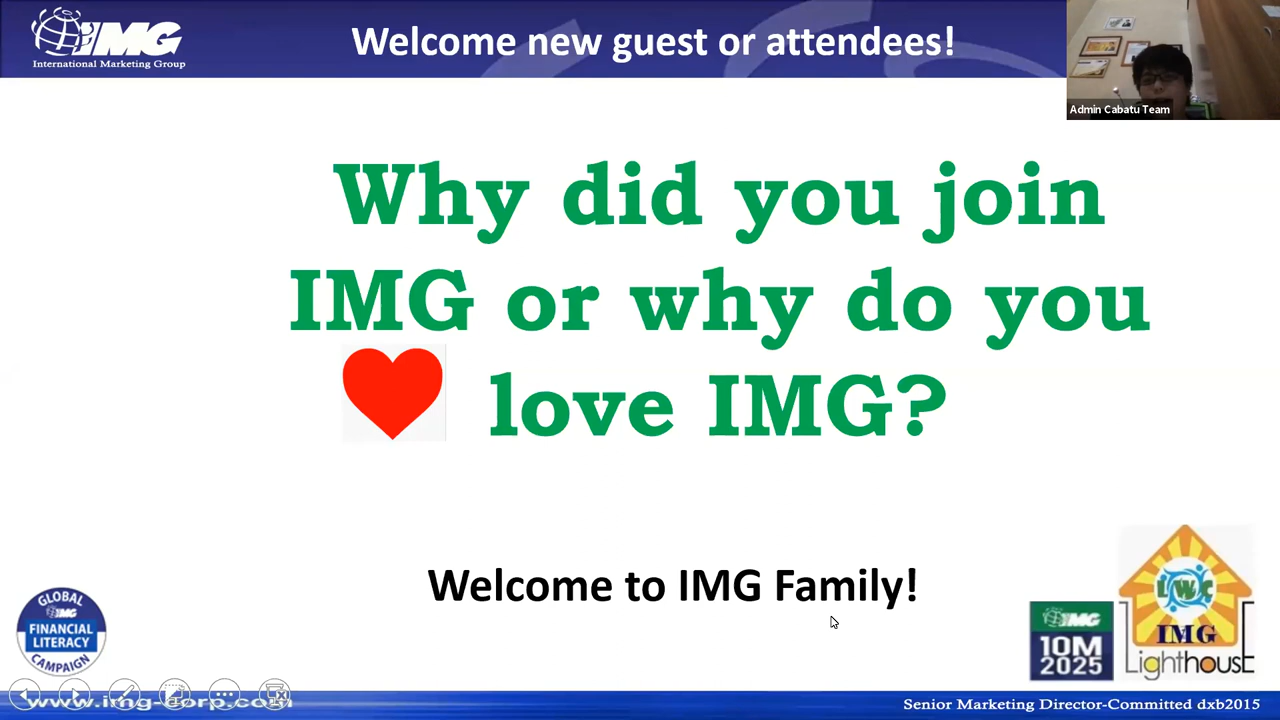 IMG
International Marketing Group
Welcome new guest or attendees!
Admin Cabatu Team
Why did you join
IMG or why do you
love IMG?
Welcome to IMG Family!
GLOBAL
IMG
FINANCIAL
LITERACY
CAMPAIGN
IMG
10M
2025
LWC
IMG
Lighthouse
www.img-corp.com
Senior Marketing Director-Committed dxb2015